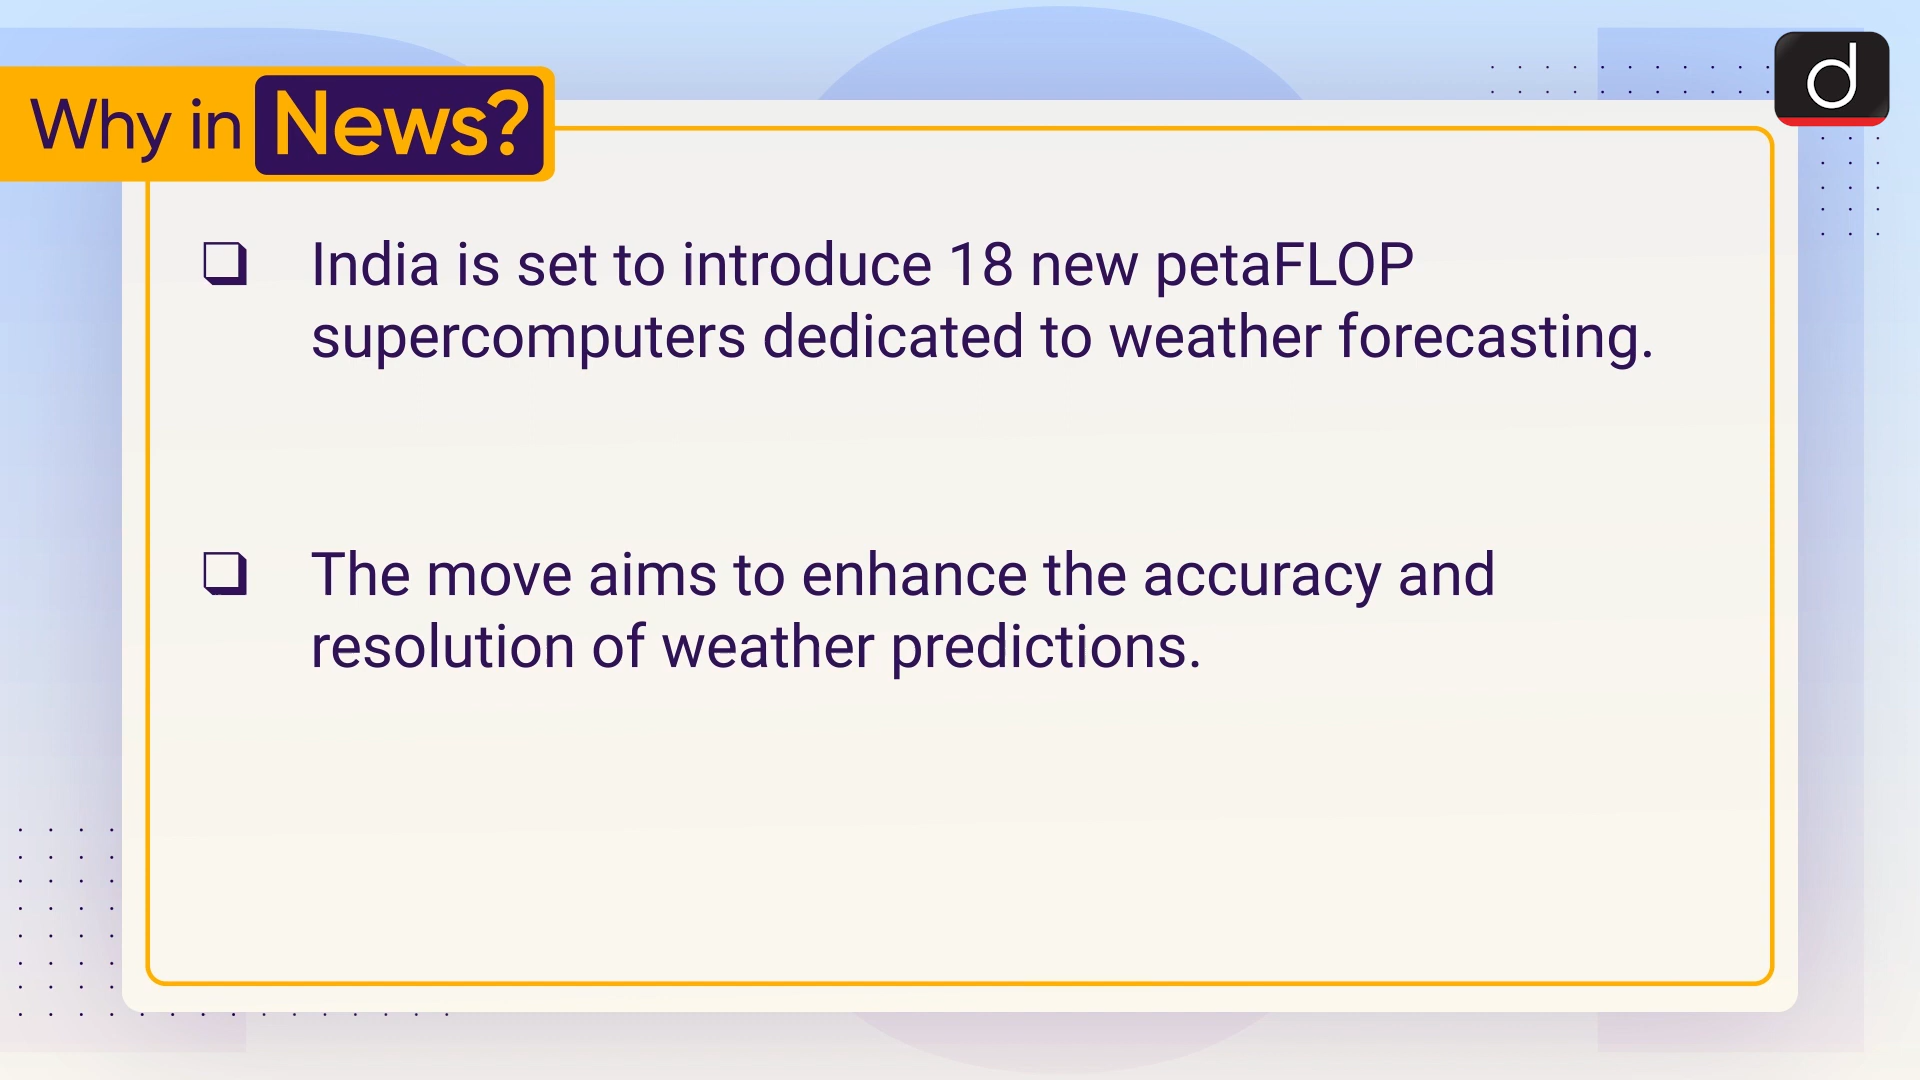 Why in News?
d
❑ India is set to introduce 18 new petaFLOP
supercomputers dedicated to weather forecasting.
❑ The move aims to enhance the accuracy and
resolution of weather predictions.